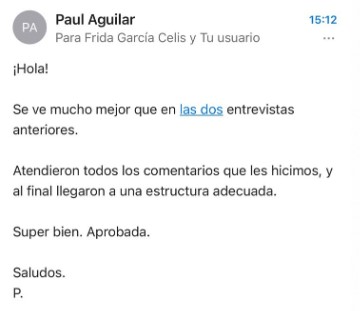 PA
Paul Aguilar
15:12
Para Frida García Celis y Tu usuario
...
¡Hola!
Se ve mucho mejor que en las dos entrevistas
anteriores.
Atendieron todos los comentarios que les hicimos, y
al final llegaron a una estructura adecuada.
Super bien. Aprobada.
Saludos.
P.